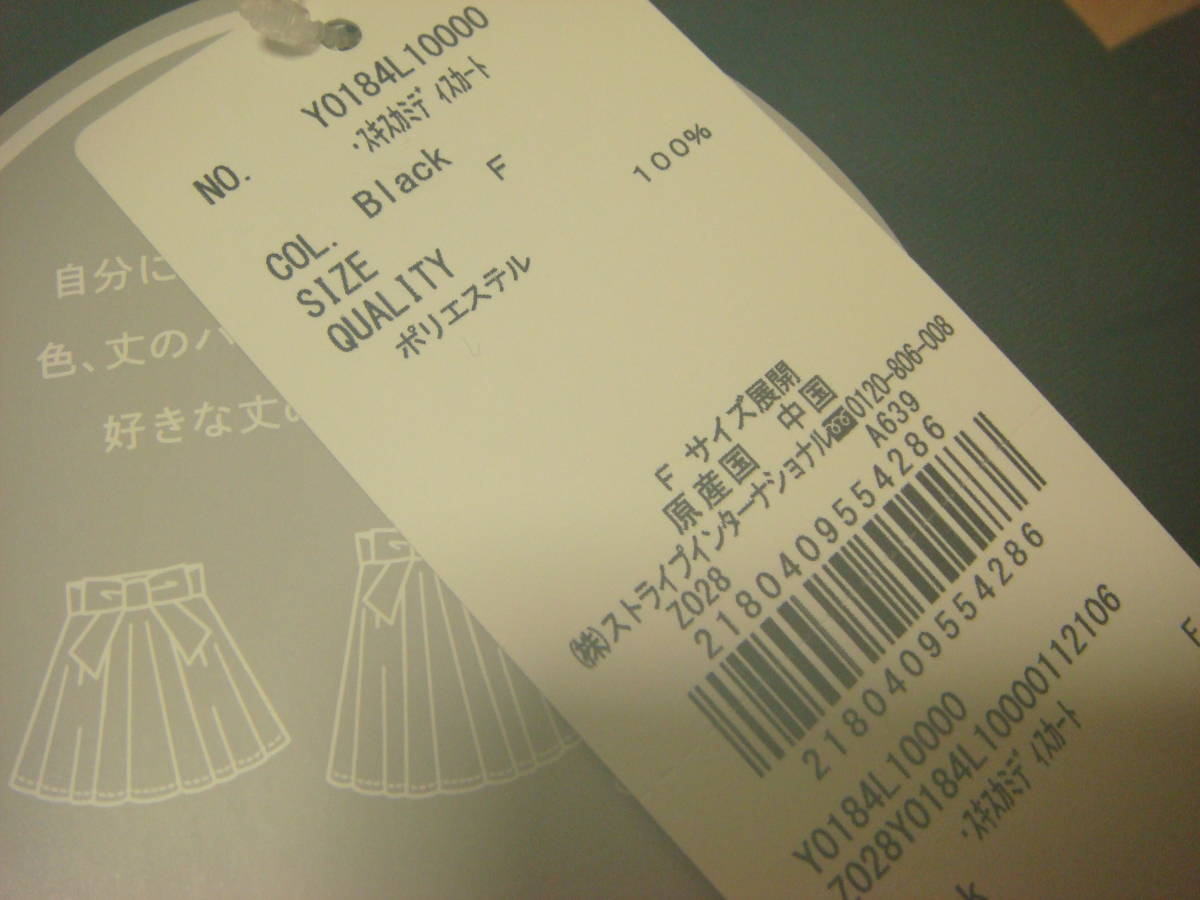 NO. Y0184L10000
・スキスカミディスカート
COL. Black
SIZE F
QUALITY
ポリエステル 100%
F サイズ展開
原産国 中国
㈱ストライプインターナショナル 0120-806-008
Z028 A639
2180409554286
2180409554286
Y0184L10000
Z028Y0184L10000112106
・スキスカミディスカート
k
F
自分に
色、丈のバ
好きな丈の